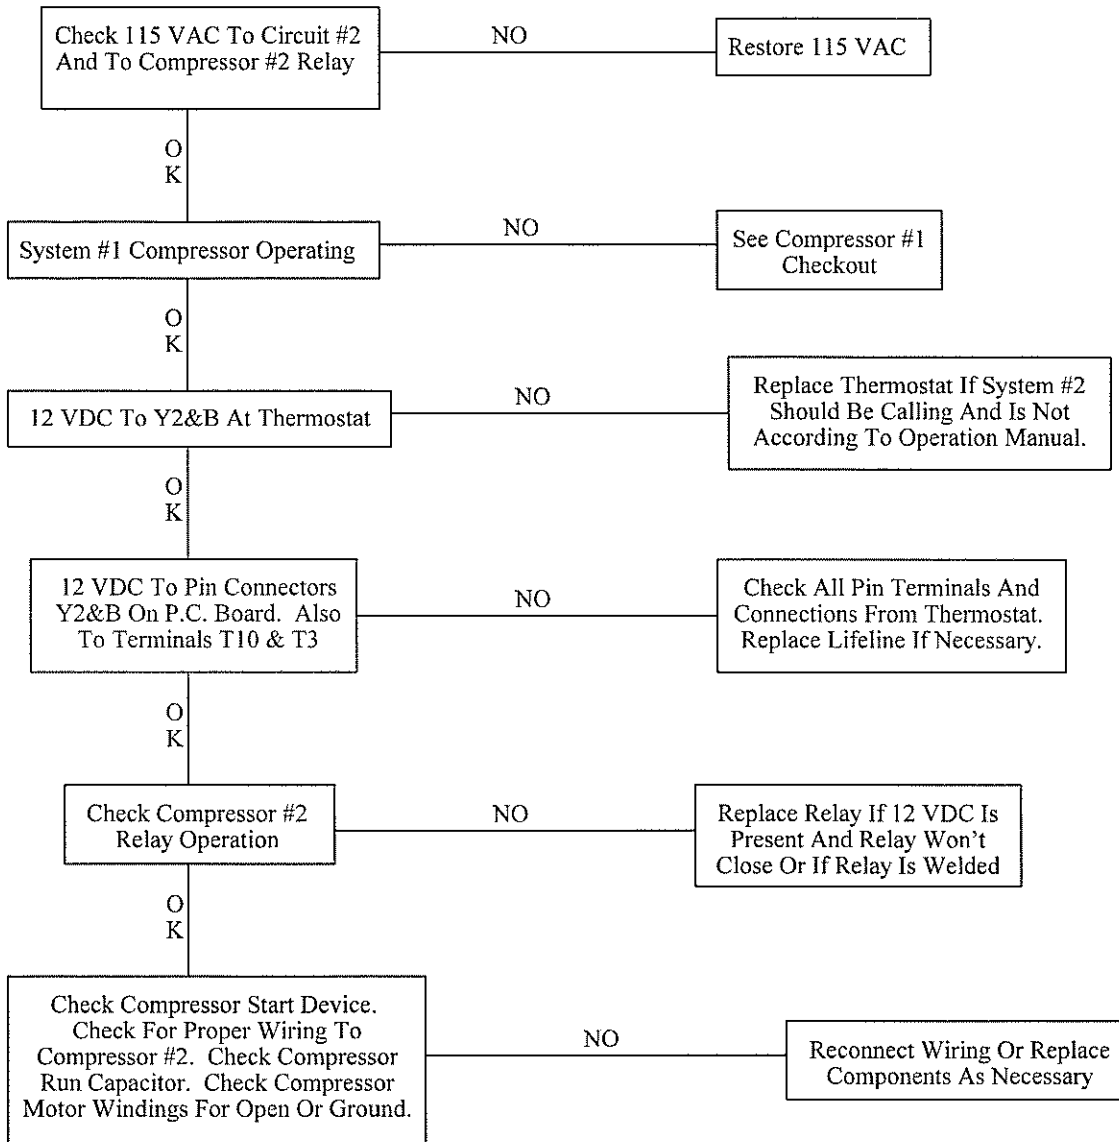 Check 115 VAC To Circuit #2
And To Compressor #2 Relay
NO
Restore 115 VAC
O
K
System #1 Compressor Operating
NO
See Compressor #1
Checkout
O
K
12 VDC To Y2&B At Thermostat
NO
Replace Thermostat If System #2
Should Be Calling And Is Not
According To Operation Manual.
O
K
12 VDC To Pin Connectors
Y2&B On P.C. Board. Also
To Terminals T10 & T3
NO
Check All Pin Terminals And
Connections From Thermostat.
Replace Lifeline If Necessary.
O
K
Check Compressor #2
Relay Operation
NO
Replace Relay If 12 VDC Is
Present And Relay Won't
Close Or If Relay Is Welded
O
K
Check Compressor Start Device.
Check For Proper Wiring To
Compressor #2. Check Compressor
Run Capacitor. Check Compressor
Motor Windings For Open Or Ground.
NO
Reconnect Wiring Or Replace
Components As Necessary